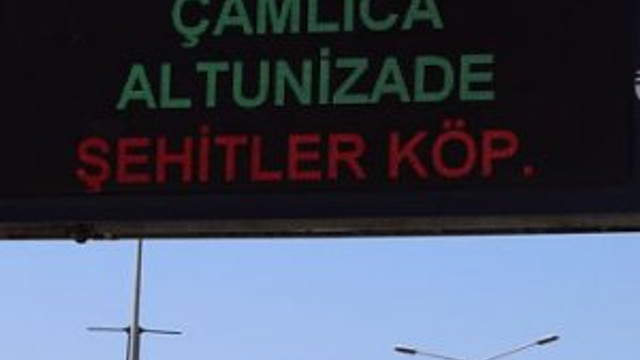 ÇAMLICA
ALTUNİZADE
ŞEHİTLER KÖP.